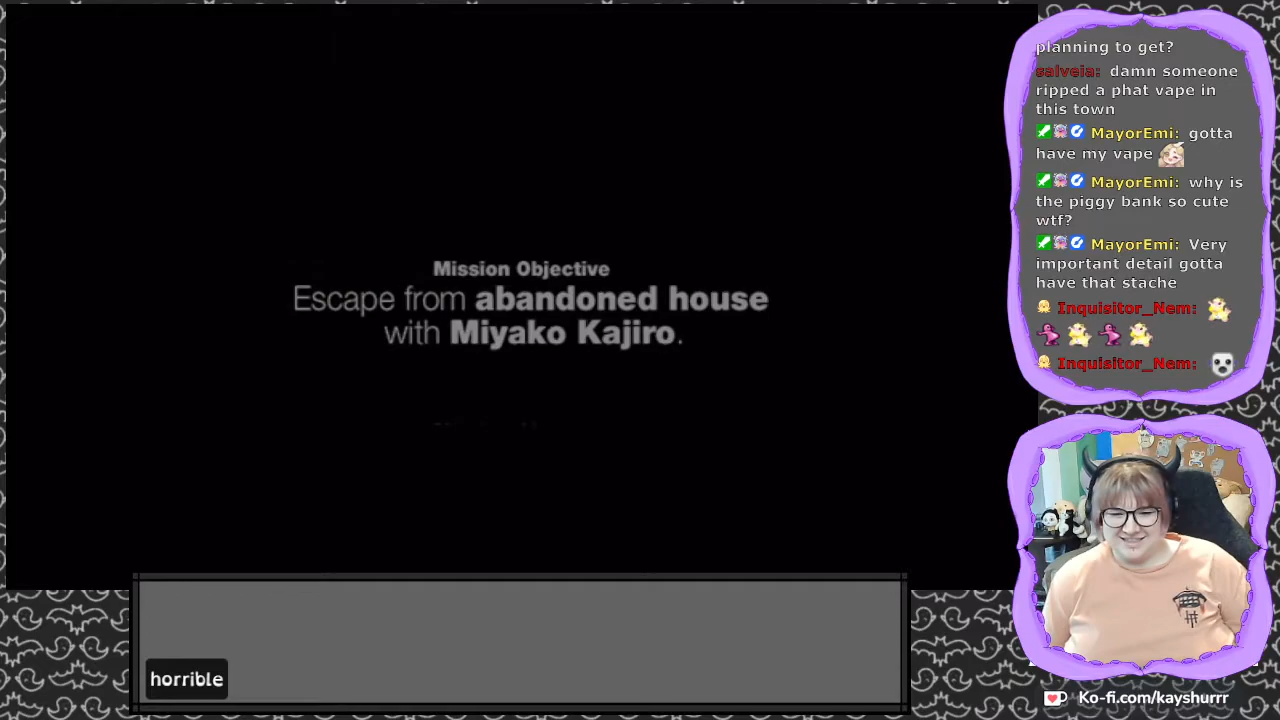 Mission Objective
Escape from abandoned house
with Miyako Kajiro.
planning to get?
salveia: damn someone
ripped a phat vape in
this town
MayorEmi: gotta
have my vape
MayorEmi: why is
the piggy bank so cute
wtf?
MayorEmi: Very
important detail gotta
have that stache
Inquisitor_Nem:
Inquisitor_Nem:
horrible
Ko-fi.com/kayshurrr